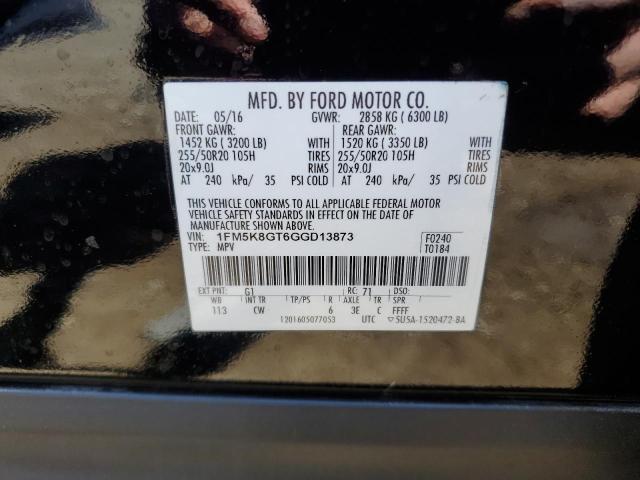 MFD. BY FORD MOTOR CO.
DATE: 05/16 GVWR: 2858 KG ( 6300 LB)
FRONT GAWR: REAR GAWR:
1452 KG ( 3200 LB) WITH 1520 KG ( 3350 LB) WITH
255/50R20 105H TIRES 255/50R20 105H TIRES
20x9.0J RIMS 20x9.0J RIMS
AT 240 kPa/ 35 PSI COLD AT 240 kPa/ 35 PSI COLD
THIS VEHICLE CONFORMS TO ALL APPLICABLE FEDERAL MOTOR
VEHICLE SAFETY STANDARDS IN EFFECT ON THE DATE OF
MANUFACTURE SHOWN ABOVE.
VIN: 1FM5K8GT6GGD13873 F0240
TYPE: MPV T0184
EXT PNT: G1 RC: 71 DSO:
WB INT TR TP/PS R AXLE TR SPR
113 CW 6 3E C FFFF
1201605077053 UTC ▽5U5A-1520472-BA